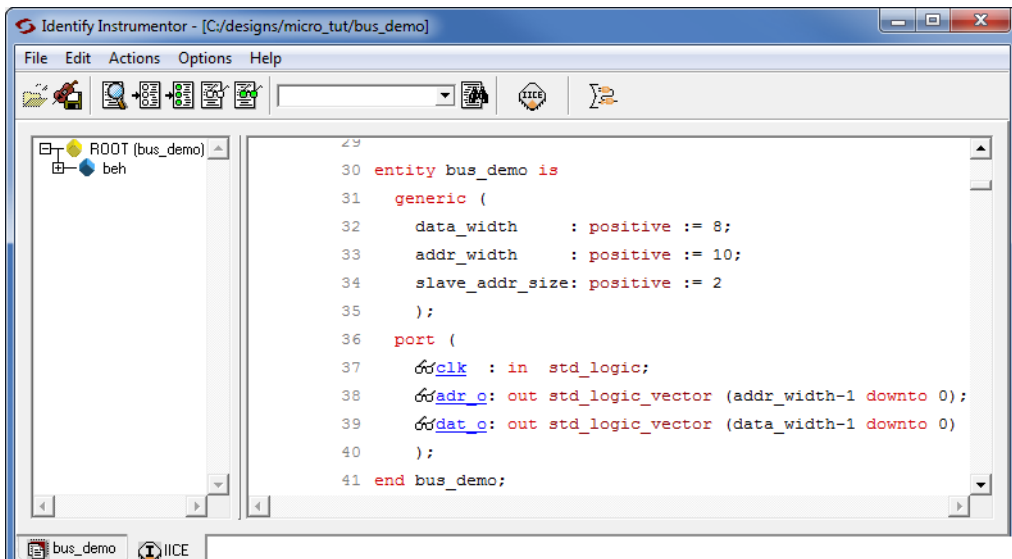 Identify Instrumentor - [C:/designs/micro_tut/bus_demo]
File Edit Actions Options Help
IICE
ROOT (bus_demo)
beh
29
30 entity bus_demo is
31 generic (
32 data_width : positive := 8;
33 addr_width : positive := 10;
34 slave_addr_size: positive := 2
35 );
36 port (
37 clk : in std_logic;
38 adr_o: out std_logic_vector (addr_width-1 downto 0);
39 dat_o: out std_logic_vector (data_width-1 downto 0)
40 );
41 end bus_demo;
bus_demo IICE